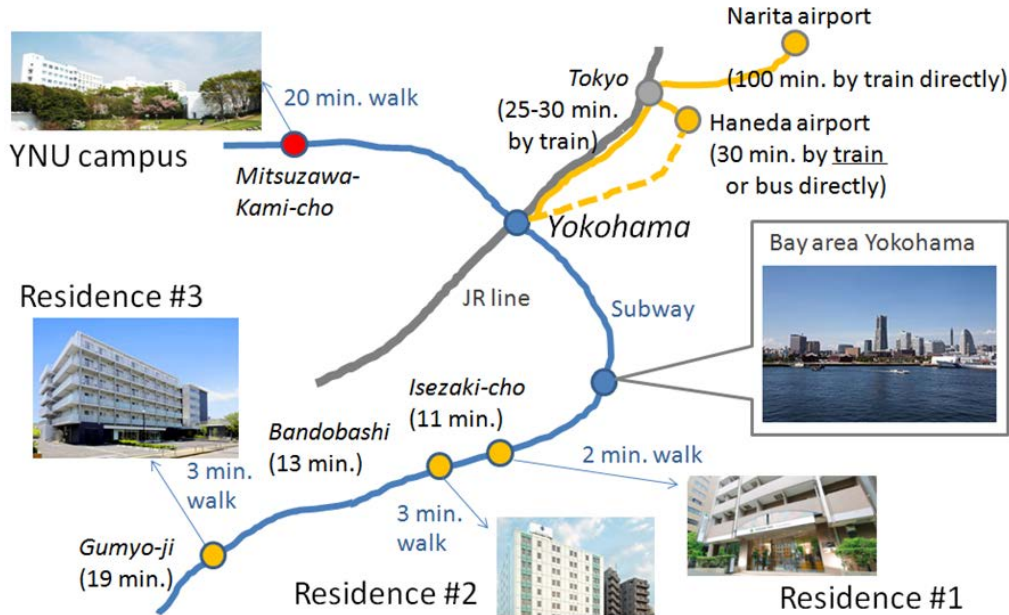 Narita airport
(100 min. by train directly)
Tokyo
(25-30 min.
by train)
Haneda airport
(30 min. by train
or bus directly)
20 min. walk
YNU campus
Mitsuzawa-
Kami-cho
Yokohama
Bay area Yokohama
JR line
Subway
Residence #3
Isezaki-cho
(11 min.)
Bandobashi
(13 min.)
2 min. walk
3 min.
walk
3 min.
walk
Gumyo-ji
(19 min.)
Residence #2
Residence #1